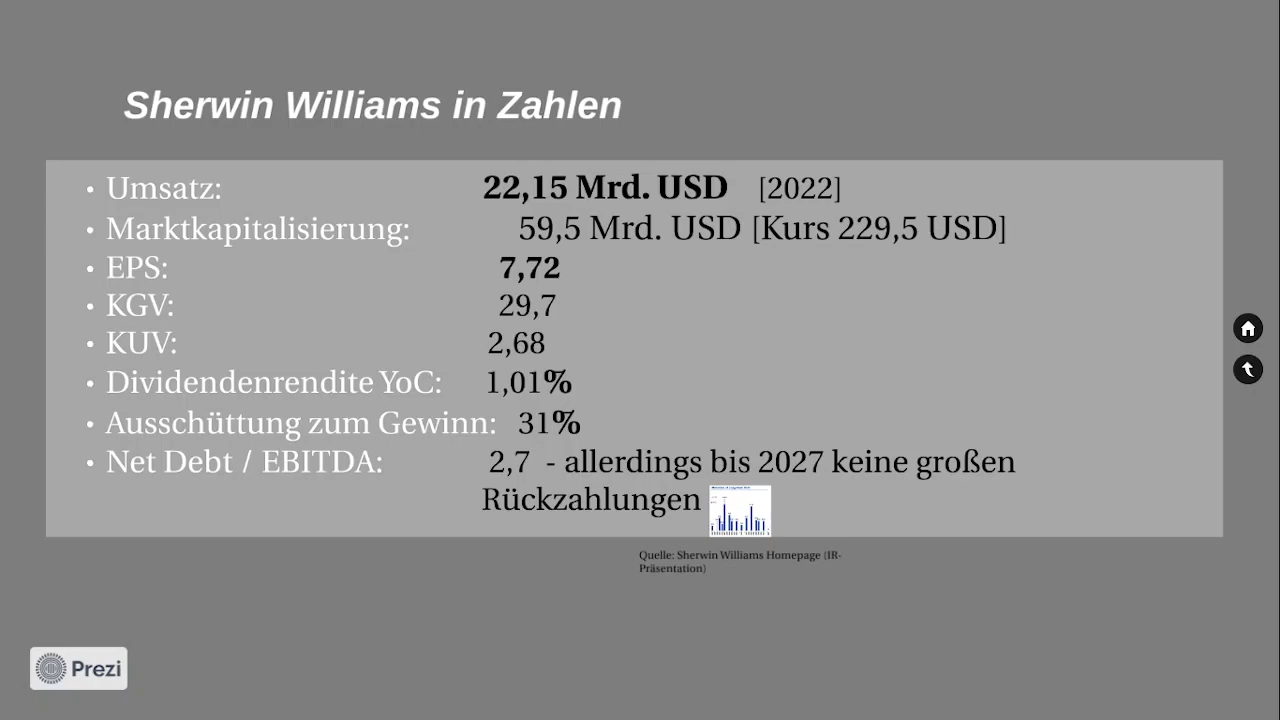 Sherwin Williams in Zahlen
• Umsatz: 22,15 Mrd. USD [2022]
• Marktkapitalisierung: 59,5 Mrd. USD [Kurs 229,5 USD]
• EPS: 7,72
• KGV: 29,7
• KUV: 2,68
• Dividendenrendite YoC: 1,01%
• Ausschüttung zum Gewinn: 31%
• Net Debt / EBITDA: 2,7 - allerdings bis 2027 keine großen
Rückzahlungen
Quelle: Sherwin Williams Homepage (IR-
Präsentation)
Prezi